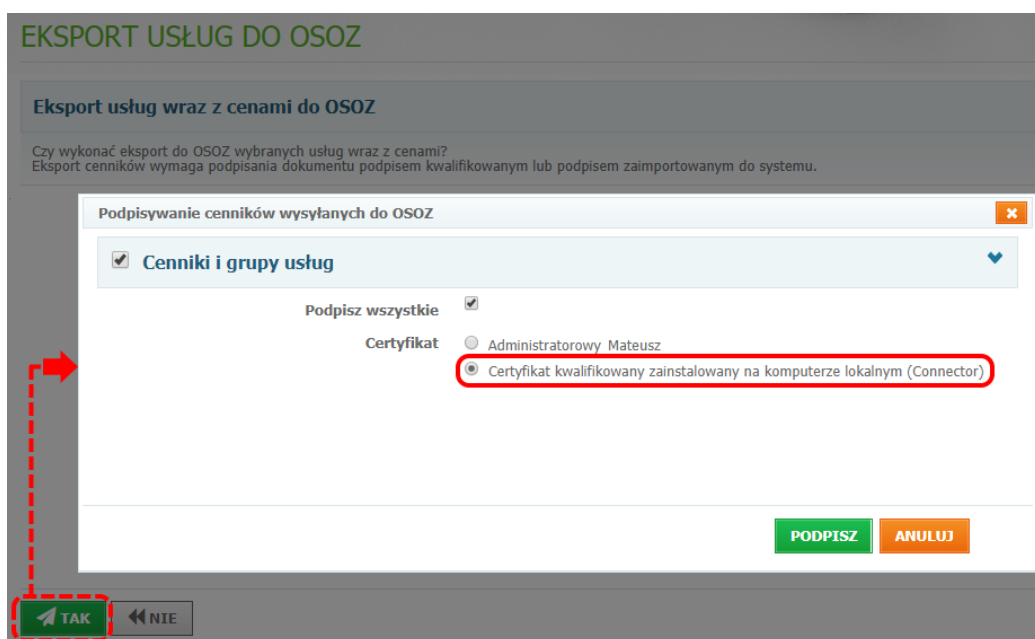 EKSPORT USŁUG DO OSOZ
Eksport usług wraz z cenami do OSOZ
Czy wykonać eksport do OSOZ wybranych usług wraz z cenami?
Eksport cenników wymaga podpisania dokumentu podpisem kwalifikowanym lub podpisem zaimportowanym do systemu.
Podpisywanie cenników wysyłanych do OSOZ
Cenniki i grupy usług
Podpisz wszystkie
Certyfikat
Administratorowy Mateusz
Certyfikat kwalifikowany zainstalowany na komputerze lokalnym (Connector)
PODPISZ ANULUJ
TAK NIE